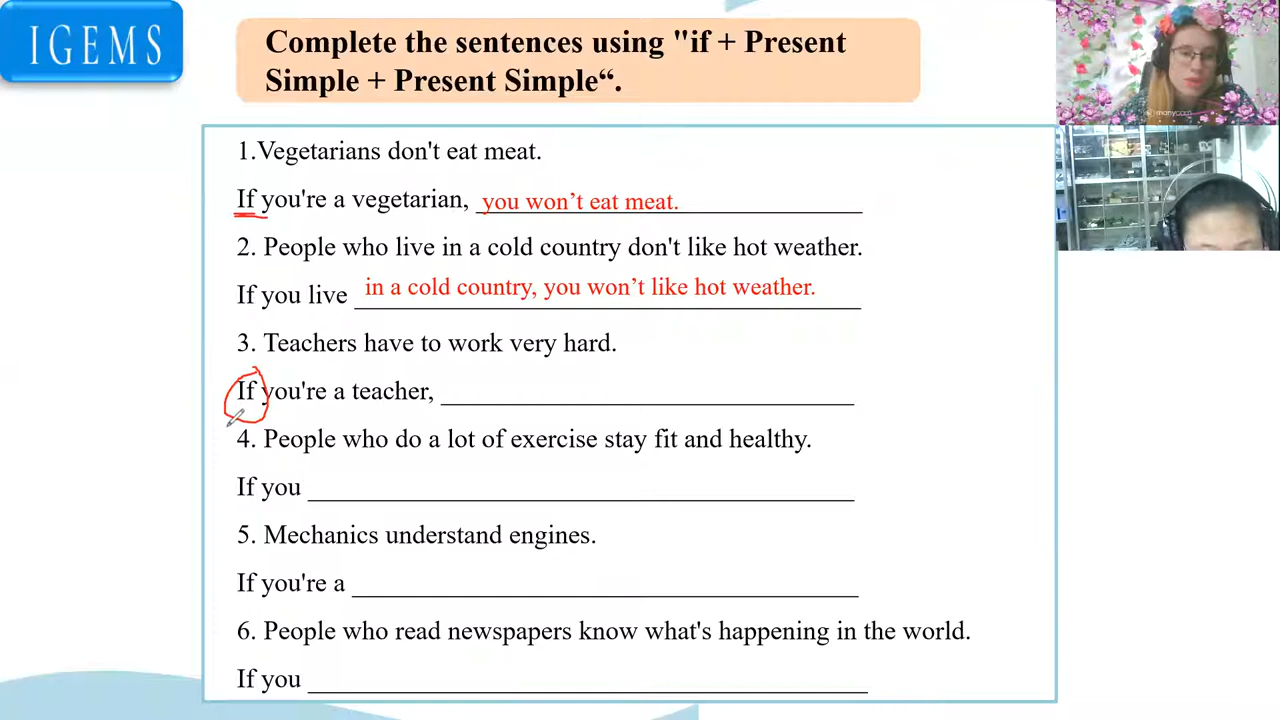 IGEMS
Complete the sentences using "if + Present
Simple + Present Simple“.
1.Vegetarians don't eat meat.
If you're a vegetarian, you won’t eat meat.
2. People who live in a cold country don't like hot weather.
If you live in a cold country, you won’t like hot weather.
3. Teachers have to work very hard.
If you're a teacher,
4. People who do a lot of exercise stay fit and healthy.
If you
5. Mechanics understand engines.
If you're a
6. People who read newspapers know what's happening in the world.
If you
manycam